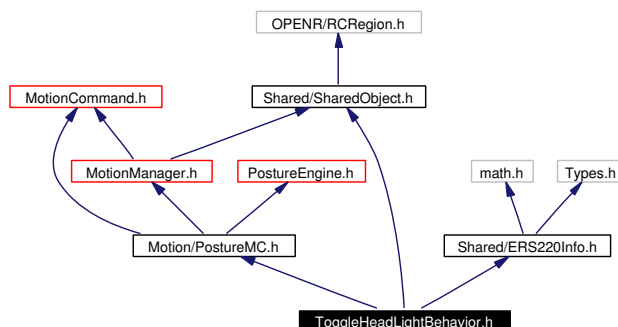 OPENR/RCRegion.h
MotionCommand.h
Shared/SharedObject.h
MotionManager.h
PostureEngine.h
math.h
Types.h
Motion/PostureMC.h
Shared/ERS220Info.h
ToggleHeadLightBehavior.h